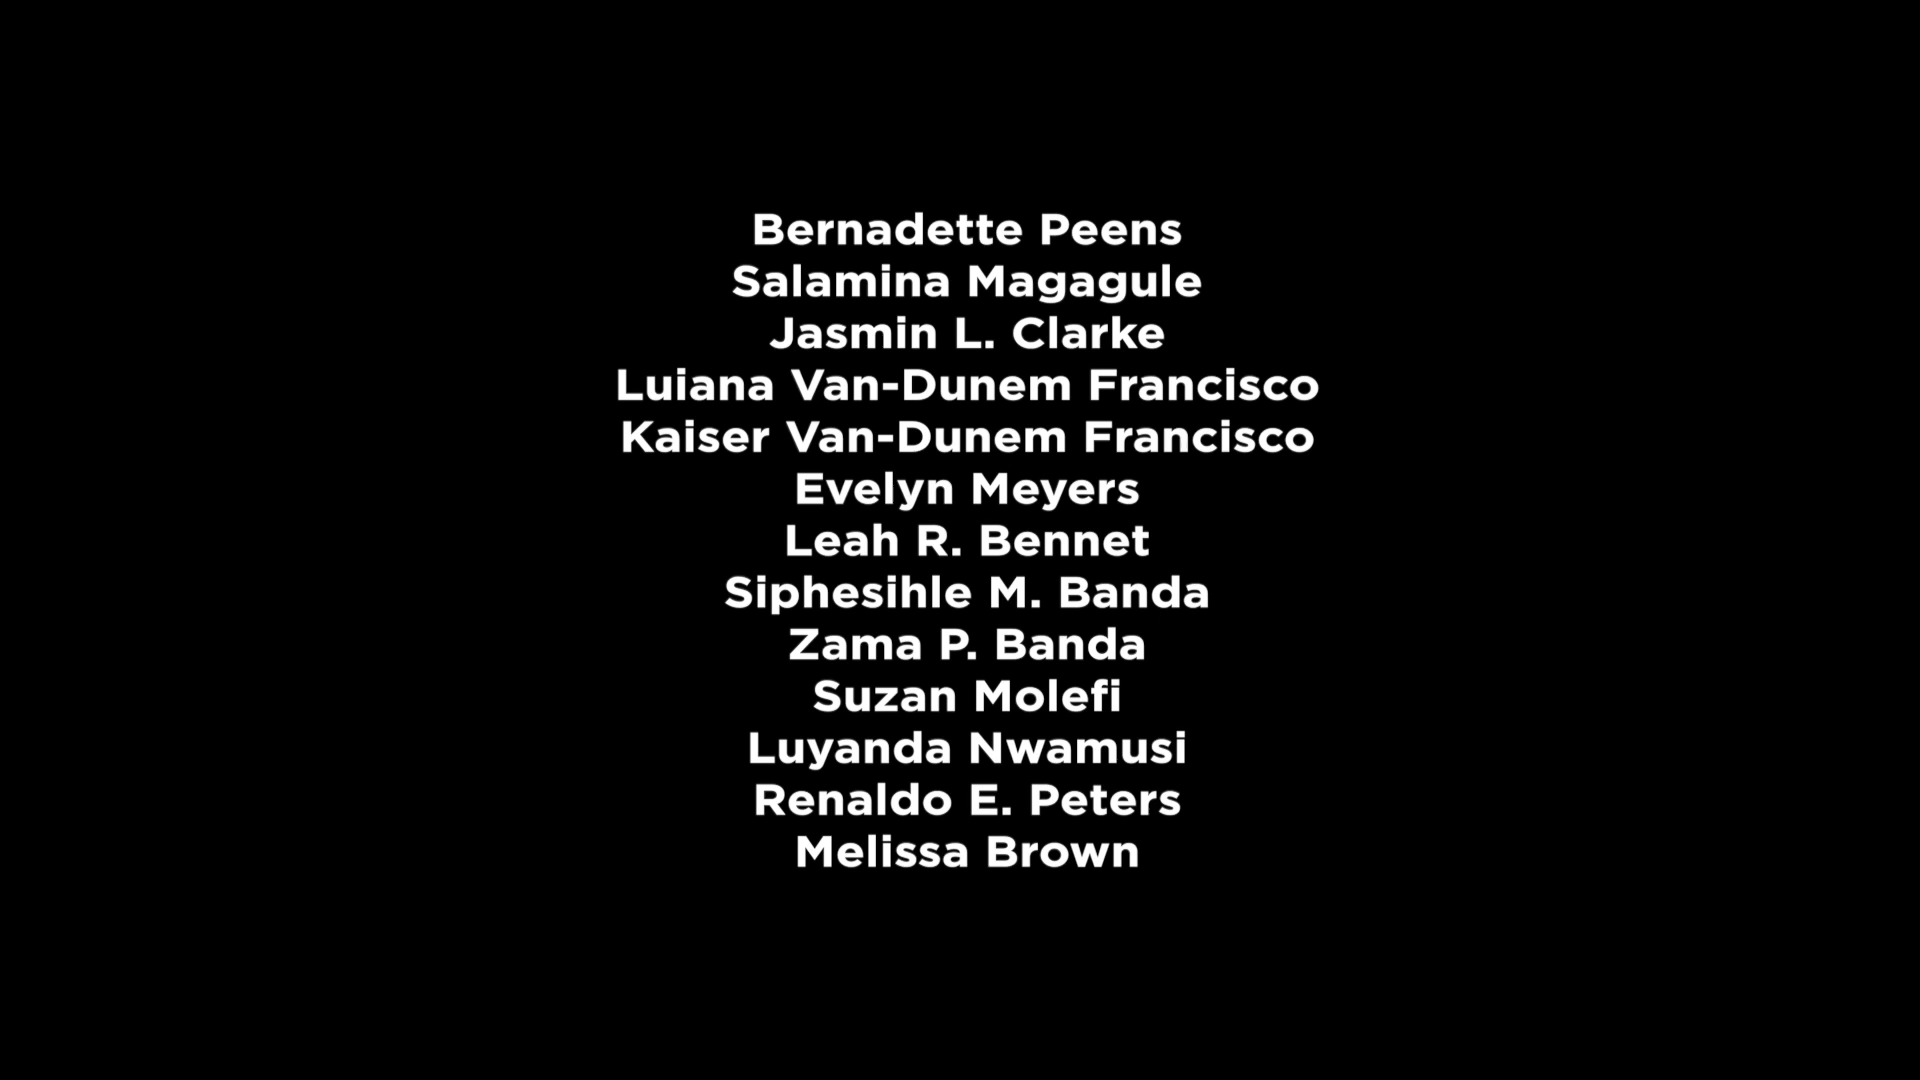 Bernadette Peens
Salamina Magagule
Jasmin L. Clarke
Luiana Van-Dunem Francisco
Kaiser Van-Dunem Francisco
Evelyn Meyers
Leah R. Bennet
Siphesihle M. Banda
Zama P. Banda
Suzan Molefi
Luyanda Nwamusi
Renaldo E. Peters
Melissa Brown